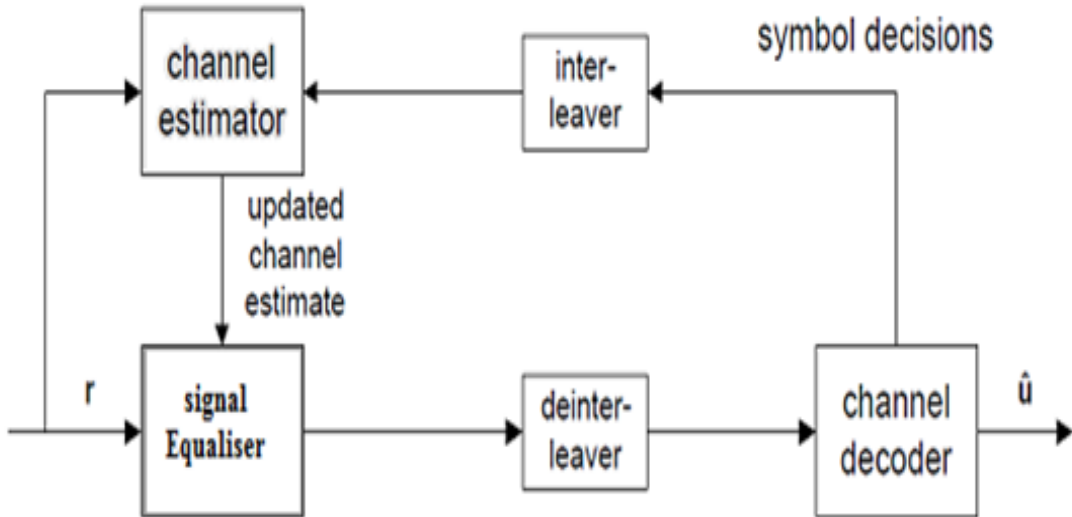 channel
estimator
inter-
leaver
symbol decisions
updated
channel
estimate
r
signal
Equaliser
deinter-
leaver
channel
decoder
û